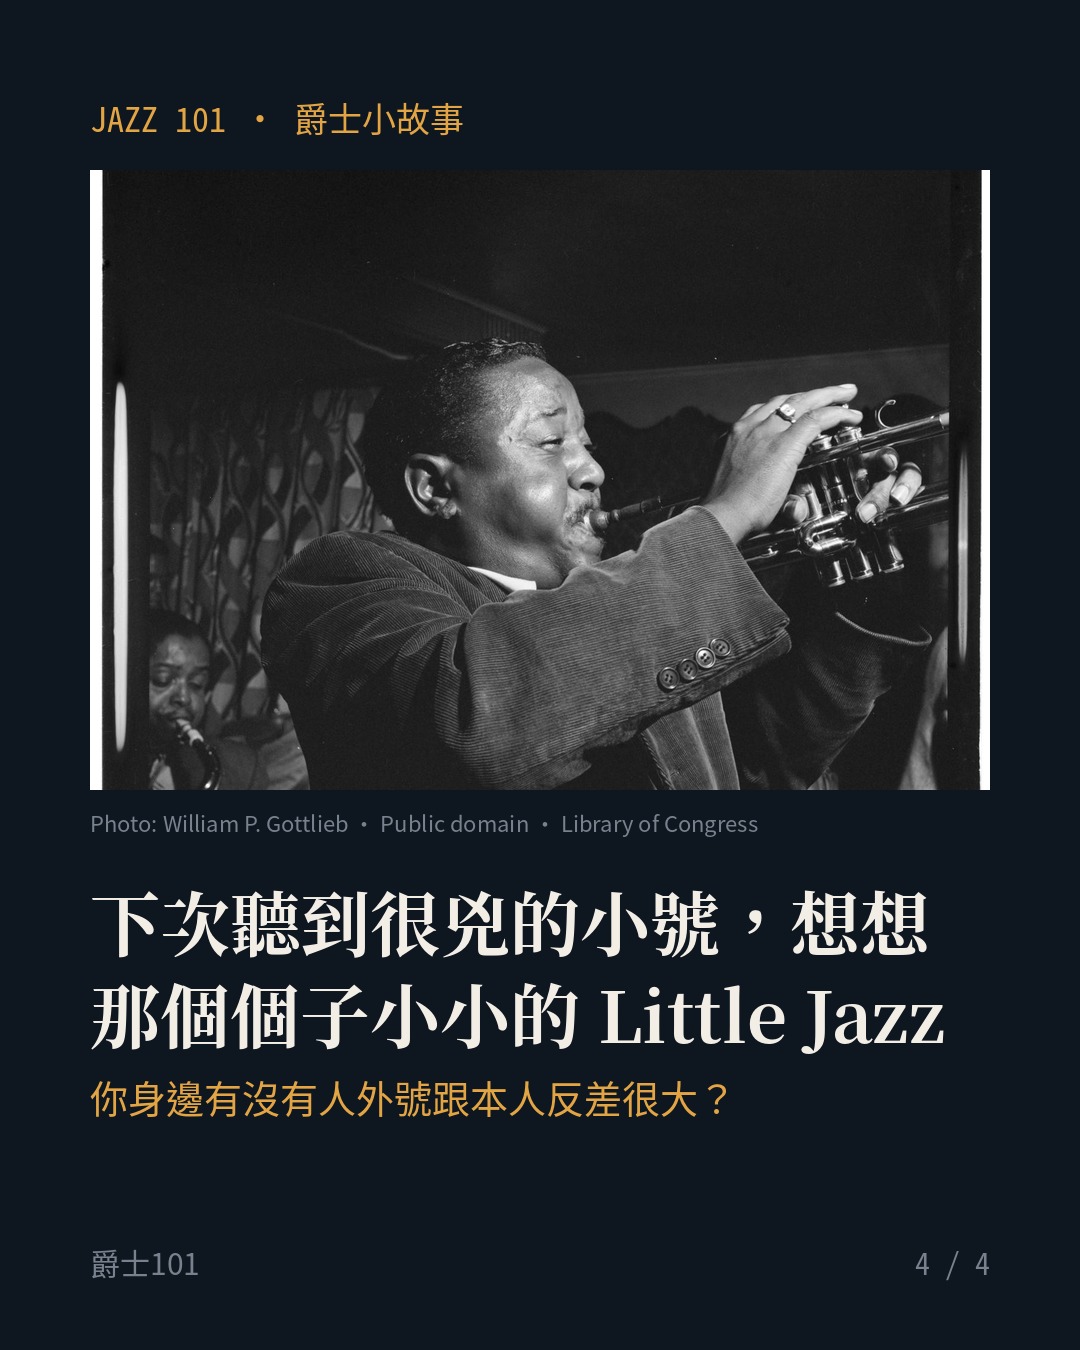 JAZZ 101 · 爵士小故事
Photo: William P. Gottlieb · Public domain · Library of Congress
下次聽到很兇的小號，想想
那個個子小小的 Little Jazz
你身邊有沒有人外號跟本人反差很大？
爵士101
4 / 4